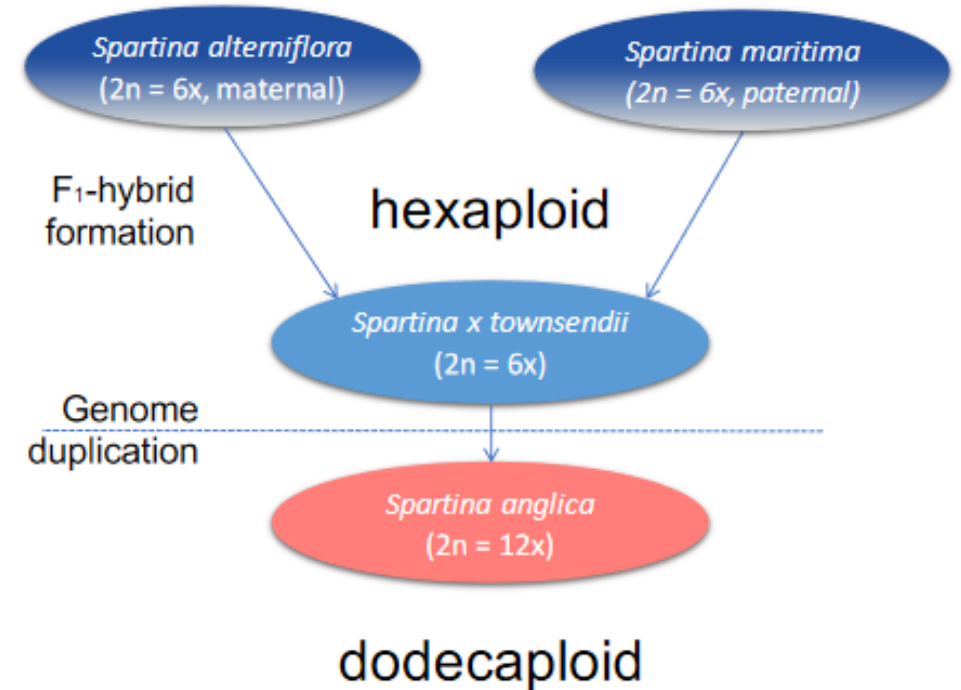 Spartina alterniflora
(2n = 6x, maternal)
Spartina maritima
(2n = 6x, paternal)
F₁-hybrid
formation
hexaploid
Spartina x townsendii
(2n = 6x)
Genome
duplication
Spartina anglica
(2n = 12x)
dodecaploid